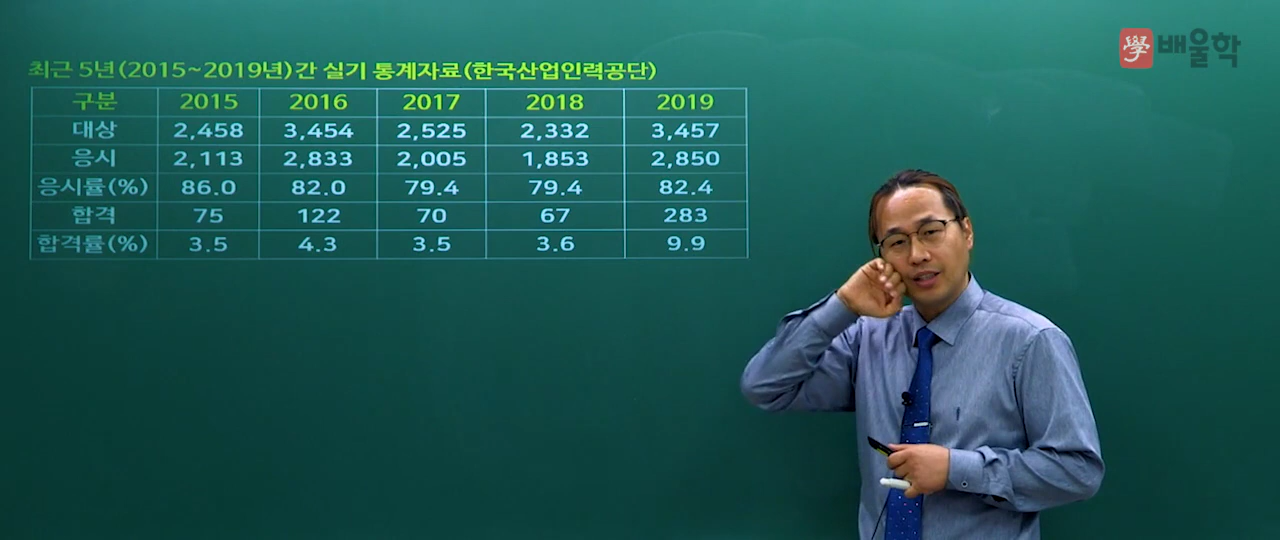 學배울학
최근 5년(2015~2019년)간 실기 통계자료(한국산업인력공단)
구분 2015 2016 2017 2018 2019
대상 2,458 3,454 2,525 2,332 3,457
응시 2,113 2,833 2,005 1,853 2,850
응시률(%) 86.0 82.0 79.4 79.4 82.4
합격 75 122 70 67 283
합격률(%) 3.5 4.3 3.5 3.6 9.9